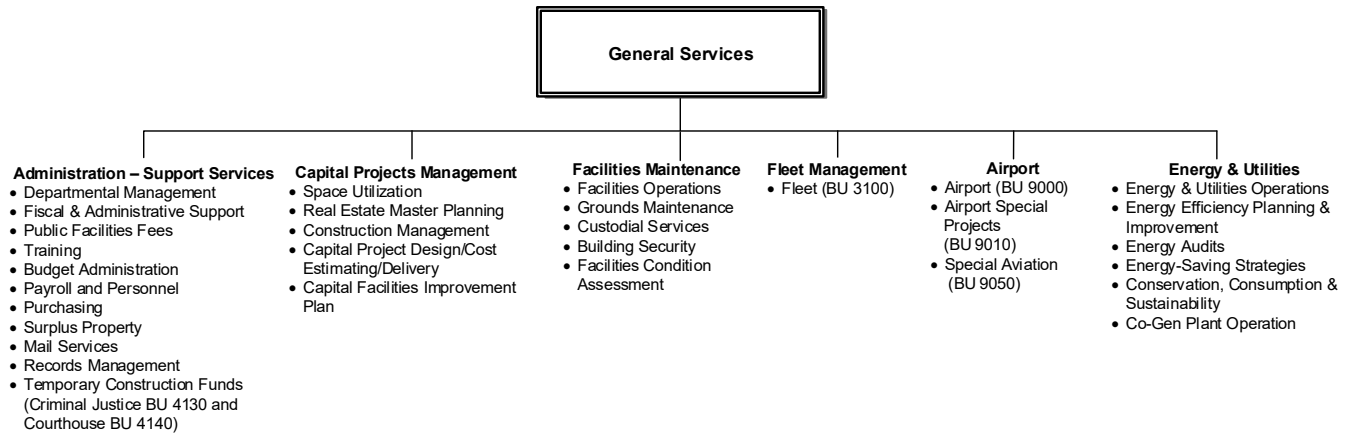 General Services
Administration – Support Services
• Departmental Management
• Fiscal & Administrative Support
• Public Facilities Fees
• Training
• Budget Administration
• Payroll and Personnel
• Purchasing
• Surplus Property
• Mail Services
• Records Management
• Temporary Construction Funds
(Criminal Justice BU 4130 and
Courthouse BU 4140)
Capital Projects Management
• Space Utilization
• Real Estate Master Planning
• Construction Management
• Capital Project Design/Cost
Estimating/Delivery
• Capital Facilities Improvement
Plan
Facilities Maintenance
• Facilities Operations
• Grounds Maintenance
• Custodial Services
• Building Security
• Facilities Condition
Assessment
Fleet Management
• Fleet (BU 3100)
Airport
• Airport (BU 9000)
• Airport Special
Projects
(BU 9010)
• Special Aviation
(BU 9050)
Energy & Utilities
• Energy & Utilities Operations
• Energy Efficiency Planning &
Improvement
• Energy Audits
• Energy-Saving Strategies
• Conservation, Consumption &
Sustainability
• Co-Gen Plant Operation